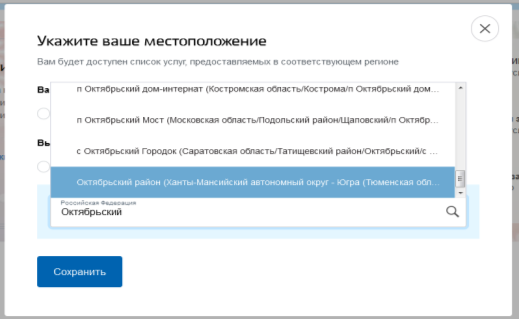 Укажите ваше местоположение
Вам будет доступен список услуг, предоставляемых в соответствующем регионе
Ва
п Октябрьский дом-интернат (Костромская область/Кострома/п Октябрьский дом...
п Октябрьский Мост (Московская область/Подольский район/Щаповский/п Октябр...
Вы
с Октябрьский Городок (Саратовская область/Татищевский район/Октябрьский/с ...
Октябрьский район (Ханты-Мансийский автономный округ - Югра (Тюменская обл...
Российская Федерация
Октябрьский
Сохранить